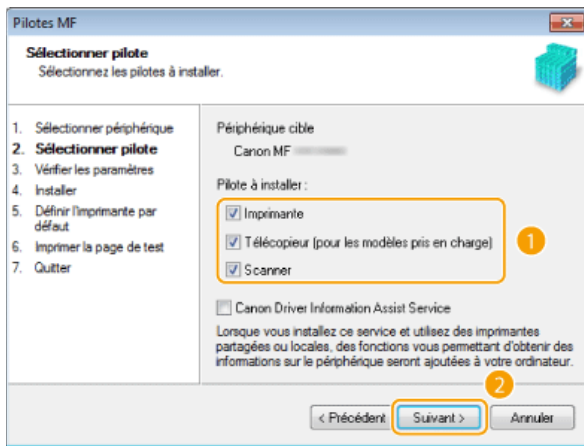 Pilotes MF
Sélectionner pilote
Sélectionnez les pilotes à installer.
1. Sélectionner périphérique
2. Sélectionner pilote
3. Vérifier les paramètres
4. Installer
5. Définir l'imprimante par
défaut
6. Imprimer la page de test
7. Quitter
Périphérique cible
Canon MF
Pilote à installer :
Imprimante
Télécopieur (pour les modèles pris en charge)
Scanner
1
Canon Driver Information Assist Service
Lorsque vous installez ce service et utilisez des imprimantes
partagées ou locales, des fonctions vous permettant d'obtenir des
informations sur le périphérique seront ajoutées à votre ordinateur.
2
< Précédent
Suivant >
Annuler